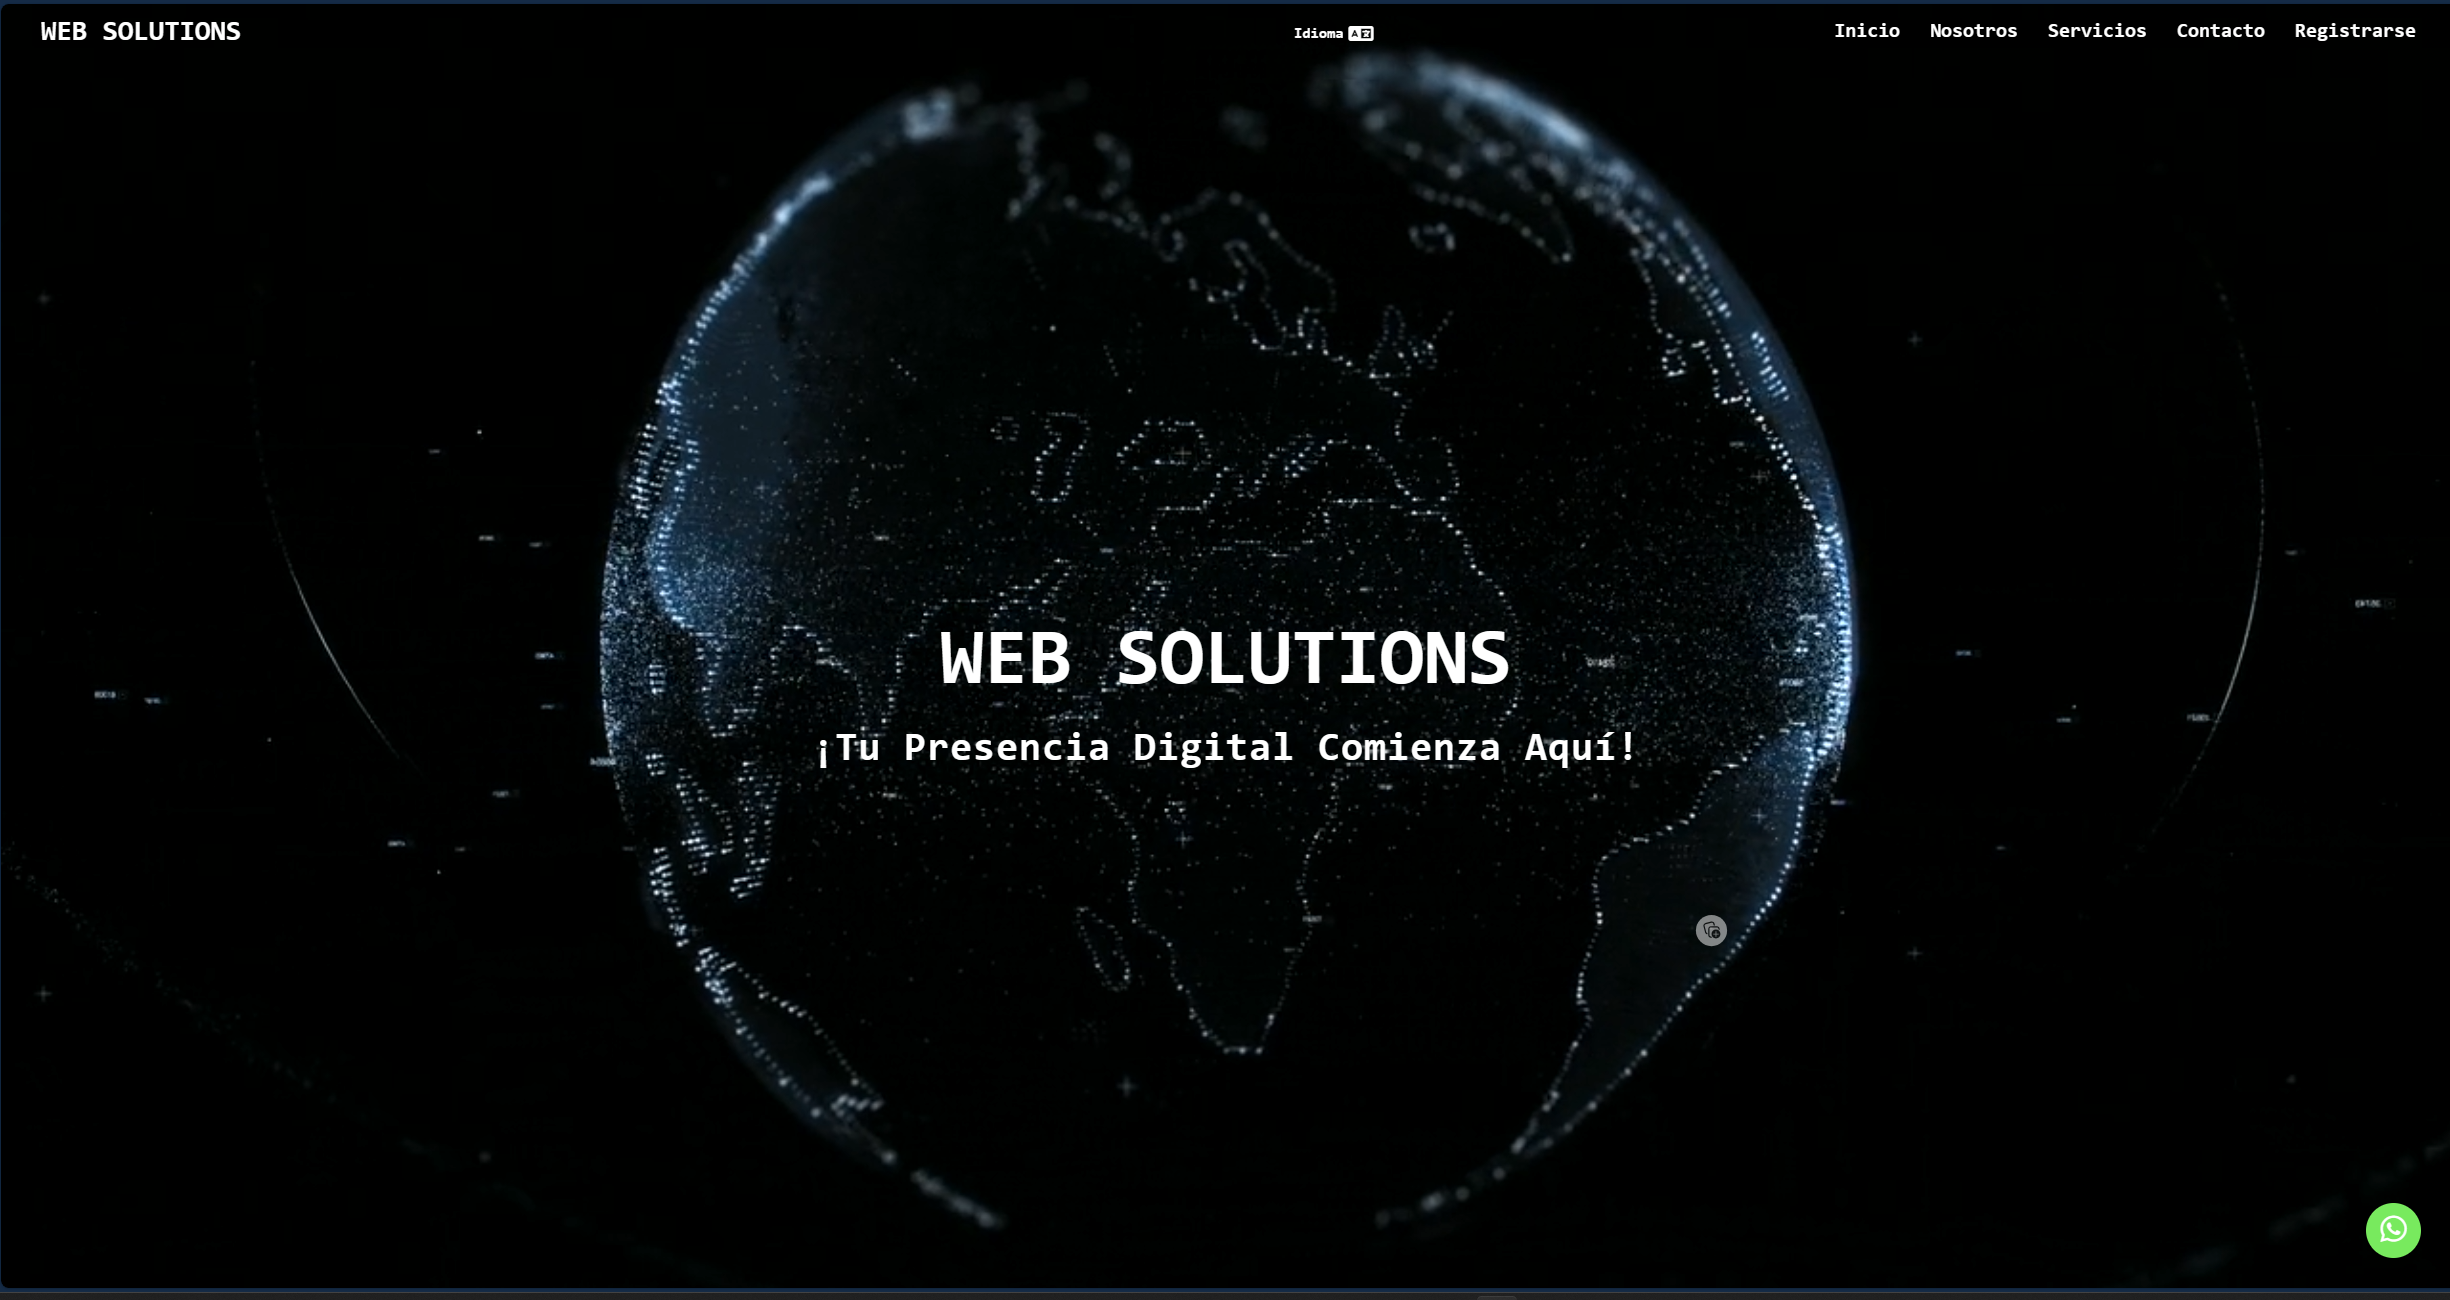 WEB SOLUTIONS
Idioma
Inicio Nosotros Servicios Contacto Registrarse
WEB SOLUTIONS
¡Tu Presencia Digital Comienza Aquí!